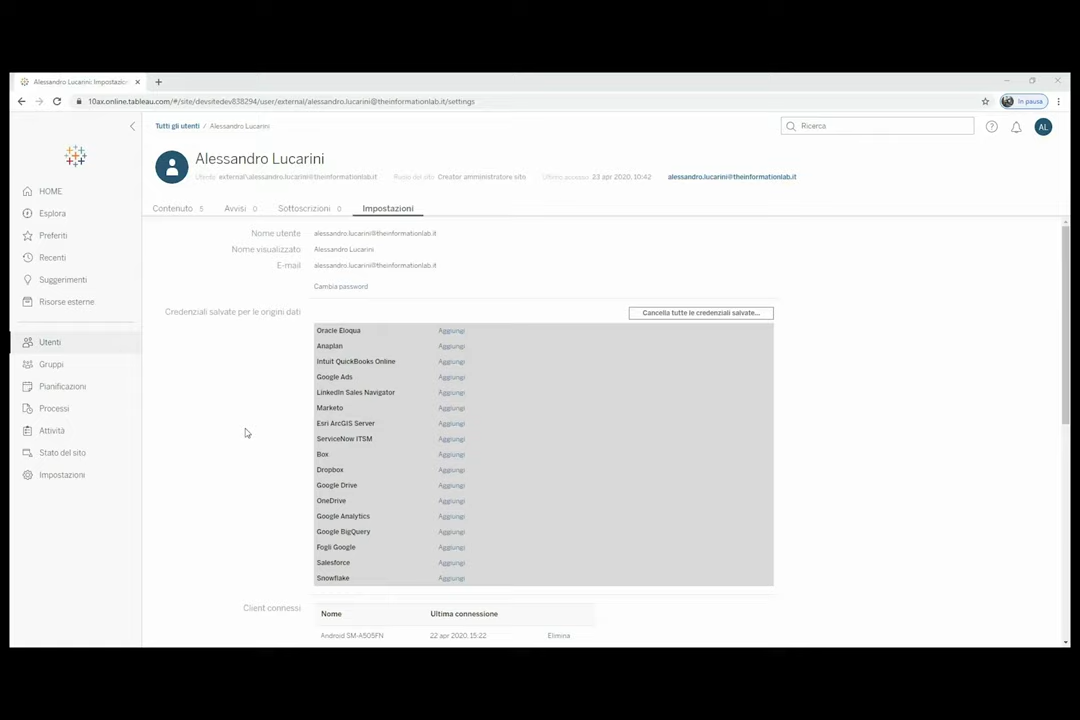 Alessandro Lucarini: Impostazio
In pausa
10ax.online.tableau.com/#/site/devsitedev838294/user/external/alessandro.lucarini@theinformationlab.it/settings
Tutti gli utenti / Alessandro Lucarini
Ricerca
AL
Alessandro Lucarini
Utente external\alessandro.lucarini@theinformationlab.it Ruolo del sito Creator amministratore sito Ultimo accesso 23 apr 2020, 10:42 alessandro.lucarini@theinformationlab.it
HOME
Esplora
Preferiti
Recenti
Suggerimenti
Risorse esterne
Utenti
Gruppi
Pianificazioni
Processi
Attività
Stato del sito
Impostazioni
Contenuto 5 Avvisi 0 Sottoscrizioni 0 Impostazioni
Nome utente alessandro.lucarini@theinformationlab.it
Nome visualizzato Alessandro Lucarini
E-mail alessandro.lucarini@theinformationlab.it
Cambia password
Credenziali salvate per le origini dati Cancella tutte le credenziali salvate...
Oracle Eloqua Aggiungi
Anaplan Aggiungi
Intuit QuickBooks Online Aggiungi
Google Ads Aggiungi
LinkedIn Sales Navigator Aggiungi
Marketo Aggiungi
Esri ArcGIS Server Aggiungi
ServiceNow ITSM Aggiungi
Box Aggiungi
Dropbox Aggiungi
Google Drive Aggiungi
OneDrive Aggiungi
Google Analytics Aggiungi
Google BigQuery Aggiungi
Fogli Google Aggiungi
Salesforce Aggiungi
Snowflake Aggiungi
Client connessi Nome Ultima connessione
Android SM-A505FN 22 apr 2020, 15:22 Elimina